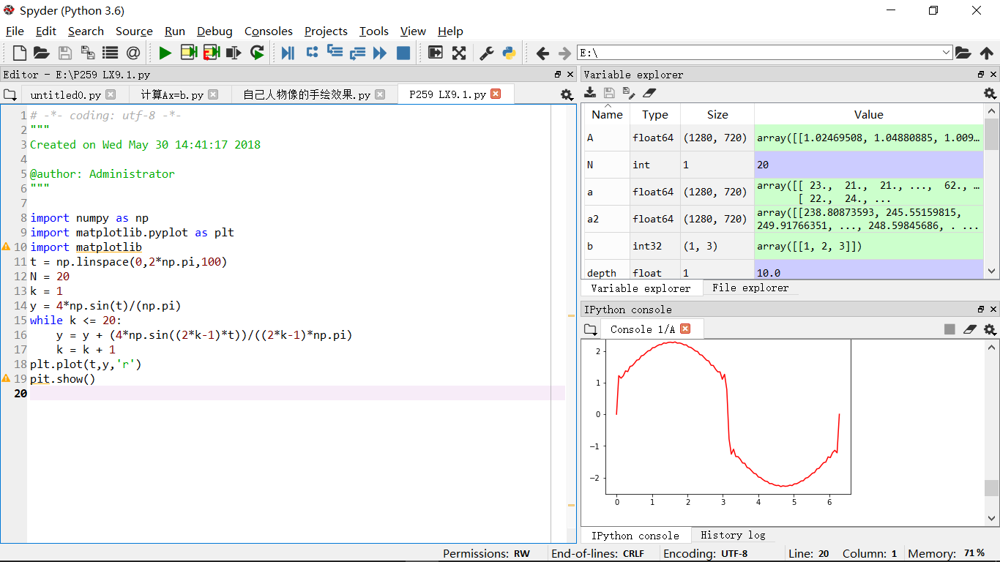 Spyder (Python 3.6)
File Edit Search Source Run Debug Consoles Projects Tools View Help
E:\
Editor - E:\P259 LX9.1.py
untitled0.py 计算Ax=b.py 自己人物像的手绘效果.py P259 LX9.1.py
1 # -*- coding: utf-8 -*-
2 """
3 Created on Wed May 30 14:41:17 2018
4
5 @author: Administrator
6 """
7
8 import numpy as np
9 import matplotlib.pyplot as plt
10 import matplotlib
11 t = np.linspace(0,2*np.pi,100)
12 N = 20
13 k = 1
14 y = 4*np.sin(t)/(np.pi)
15 while k <= 20:
16     y = y + (4*np.sin((2*k-1)*t))/((2*k-1)*np.pi)
17     k = k + 1
18 plt.plot(t,y,'r')
19 pit.show()
20
Variable explorer
Name Type Size Value
A float64 (1280, 720) array([[1.02469508, 1.04880885, 1.009…
N int 1 20
a float64 (1280, 720) array([[ 23.,  21.,  21., ...,  62., …
[ 22.,  24., ...
a2 float64 (1280, 720) array([[238.80873593, 245.55159815,
249.91766351, ..., 248.59845686, . ...
b int32 (1, 3) array([[1, 2, 3]])
depth float 1 10.0
Variable explorer File explorer
IPython console
Console 1/A
2
1
0
−1
−2
0 1 2 3 4 5 6
IPython console History log
Permissions: RW End-of-lines: CRLF Encoding: UTF-8 Line: 20 Column: 1 Memory: 71 %